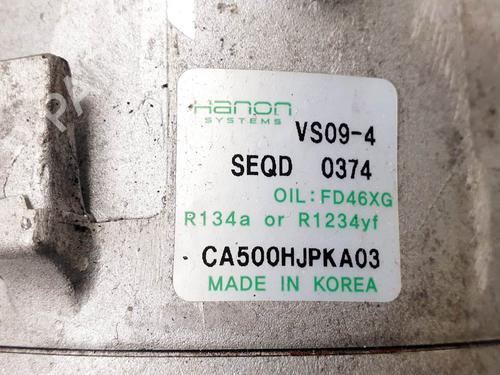 Hanon
SYSTEMS
VS09-4
SEQD 0374
OIL:FD46XG
R134a or R1234yf
CA500HJPKA03
MADE IN KOREA